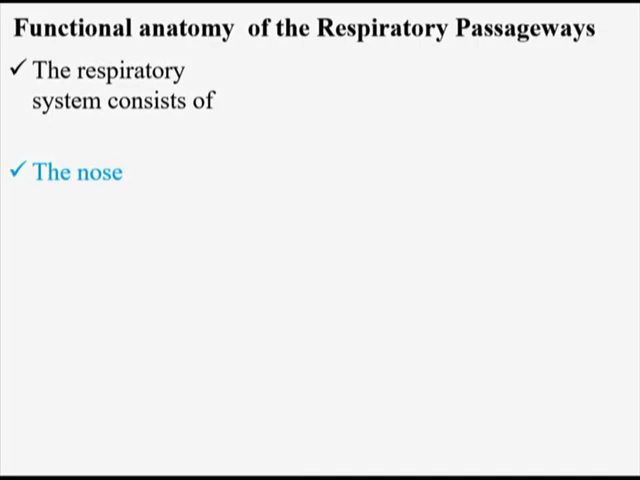 Functional anatomy of the Respiratory Passageways
✓ The respiratory
system consists of
✓ The nose